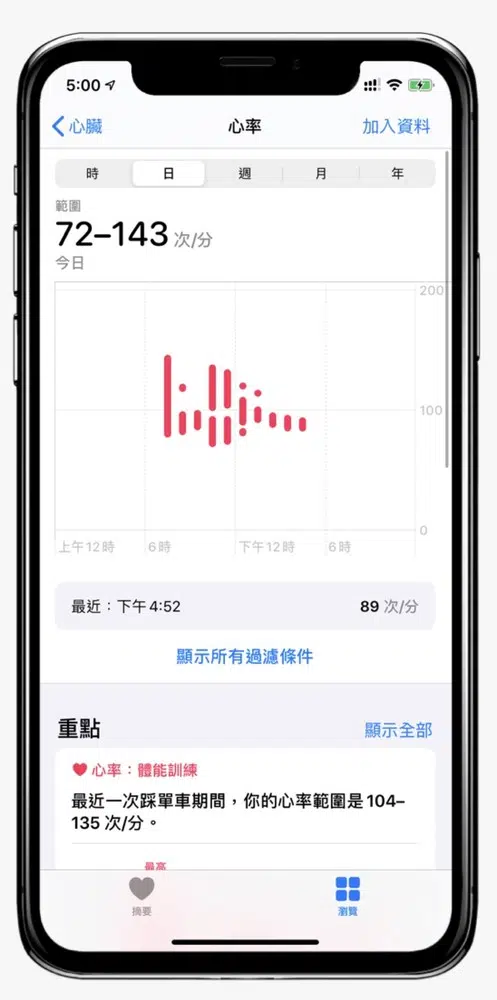 5:00
心臟
心率
加入資料
時
日
週
月
年
範圍
72–143 次/分
今日
200
100
0
上午12時
6時
下午12時
6時
最近：下午4:52
89 次/分
顯示所有過濾條件
重點
顯示全部
心率：體能訓練
最近一次踩單車期間，你的心率範圍是104–
135 次/分。
最高
摘要
瀏覽